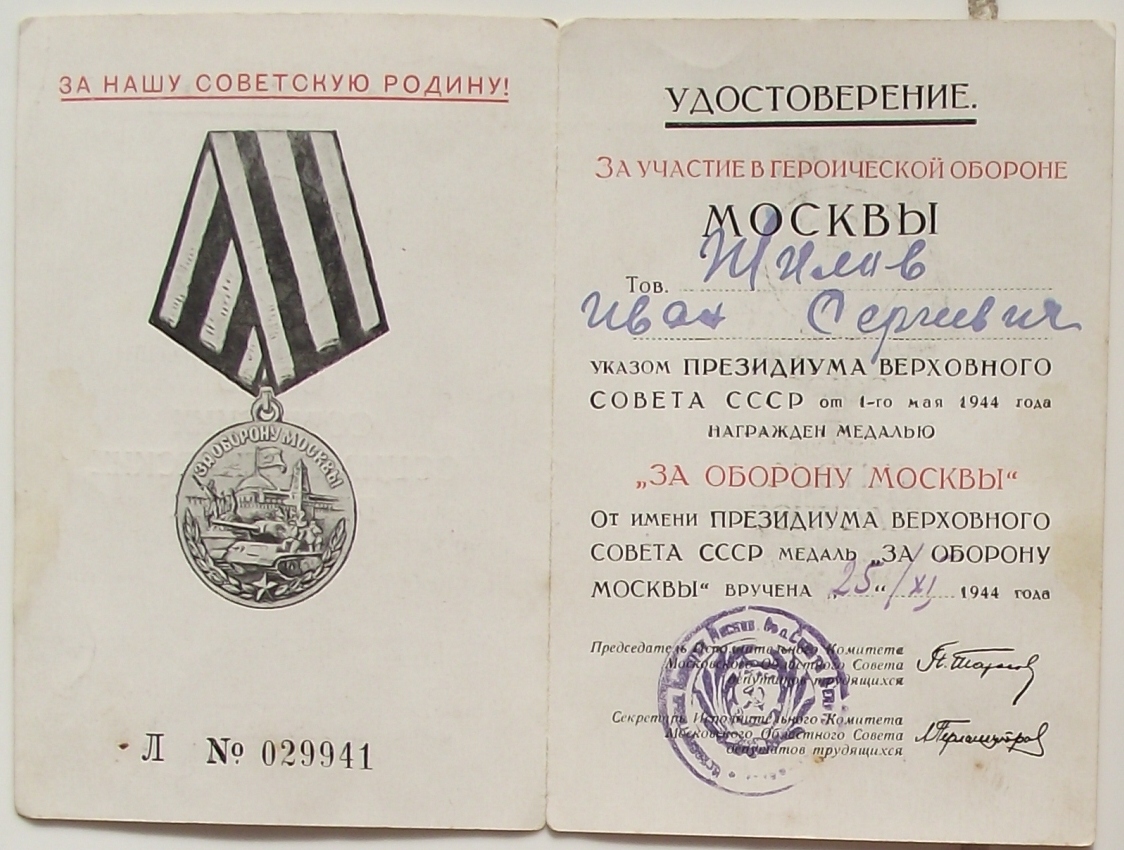 ЗА НАШУ СОВЕТСКУЮ РОДИНУ!
ЗА ОБОРОНУ МОСКВЫ
Л № 029941
УДОСТОВЕРЕНИЕ.
ЗА УЧАСТИЕ В ГЕРОИЧЕСКОЙ ОБОРОНЕ
МОСКВЫ
Тов. Шилов
Иван Сергиевич
УКАЗОМ ПРЕЗИДИУМА ВЕРХОВНОГО
СОВЕТА СССР от 1-го мая 1944 года
НАГРАЖДЕН МЕДАЛЬЮ
„ЗА ОБОРОНУ МОСКВЫ“
ОТ ИМЕНИ ПРЕЗИДИУМА ВЕРХОВНОГО
СОВЕТА СССР МЕДАЛЬ „ЗА ОБОРОНУ
МОСКВЫ“ ВРУЧЕНА „25“/XI 1944 года
Председатель Исполнительного Комитета
Московского Областного Совета
депутатов трудящихся
Секретарь Исполнительного Комитета
Московского Областного Совета
депутатов трудящихся